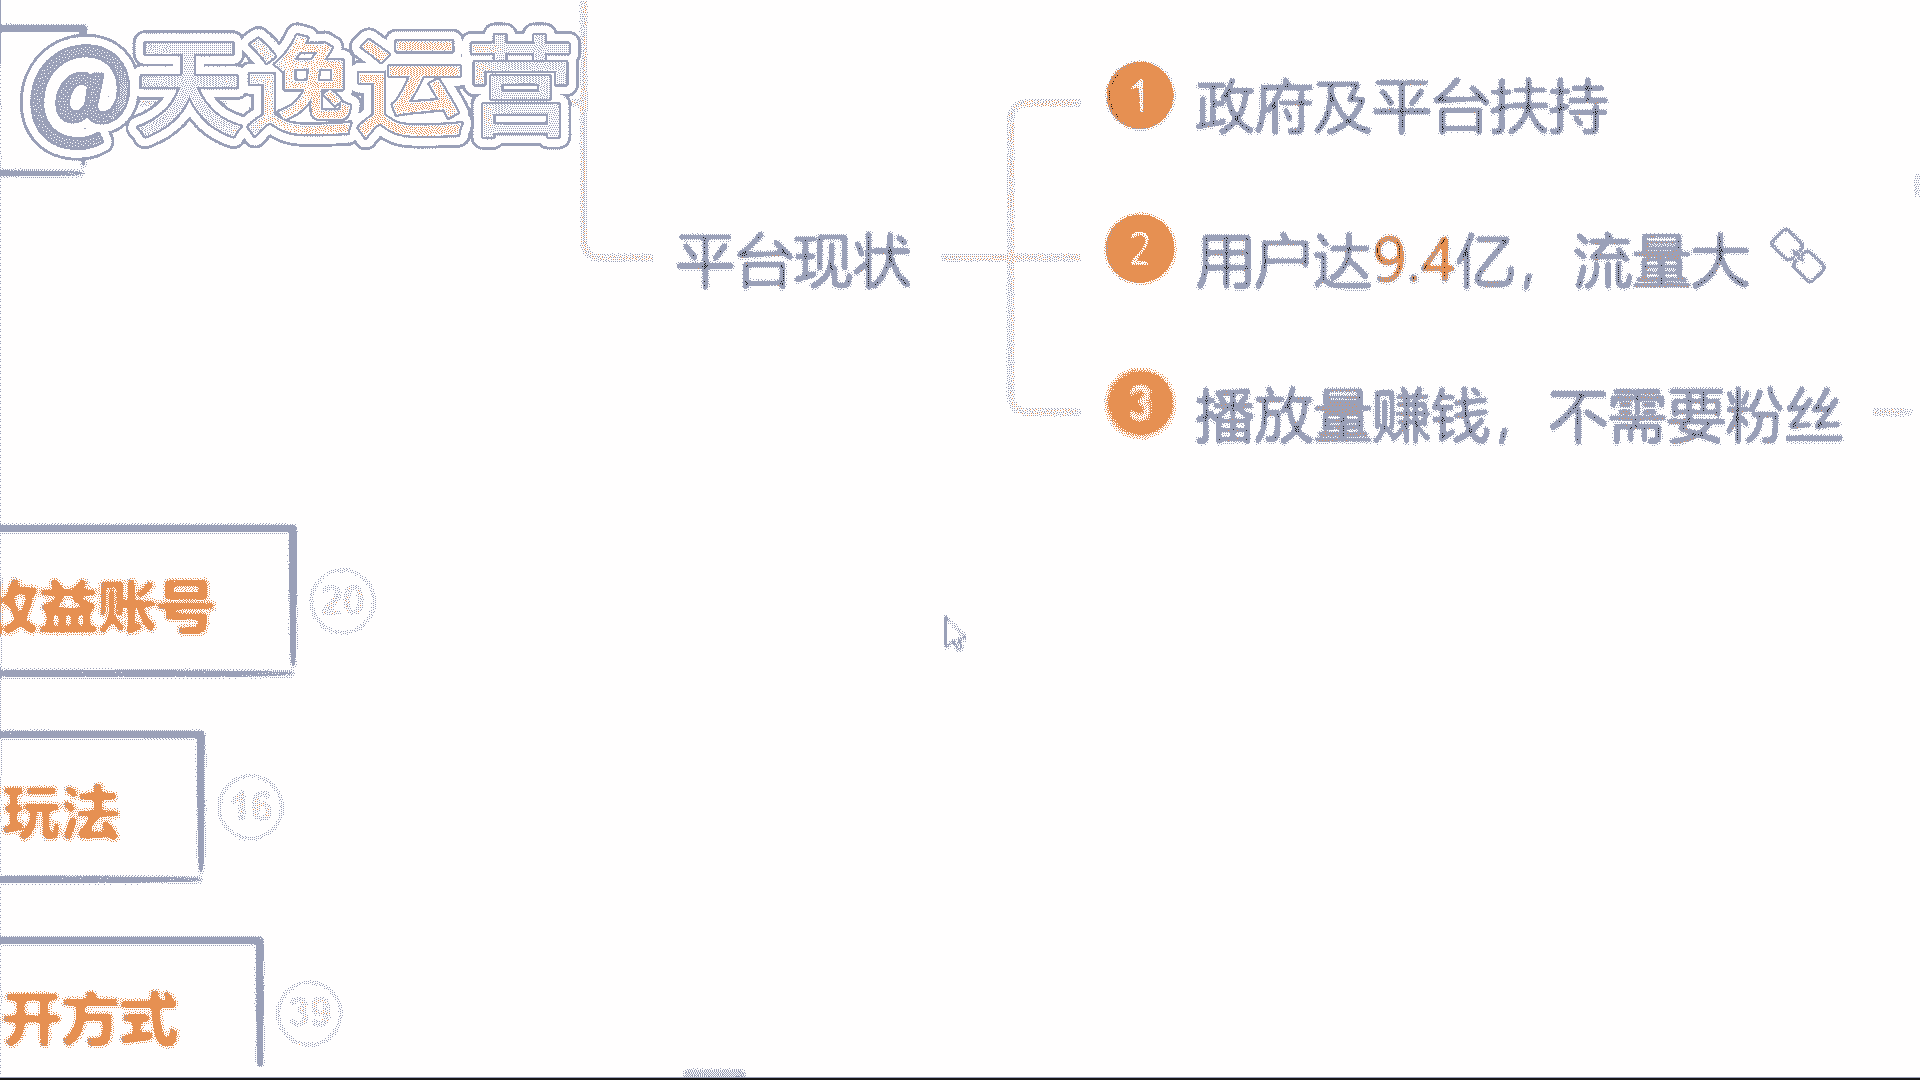 @天逸运营
1 政府及平台扶持
平台现状
2 用户达9.4亿，流量大
3 播放量赚钱，不需要粉丝
收益账号 20
玩法 16
开方式 39